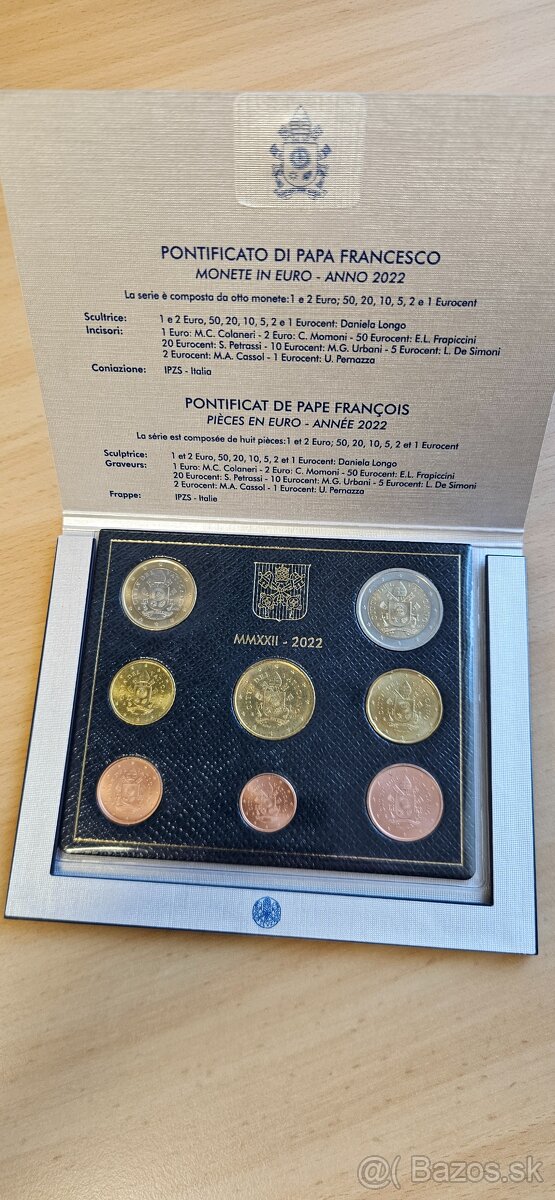 PONTIFICATO DI PAPA FRANCESCO
MONETE IN EURO - ANNO 2022
La serie è composta da otto monete:1 e 2 Euro; 50, 20, 10, 5, 2 e 1 Eurocent
Scultrice: 1 e 2 Euro, 50, 20, 10, 5, 2 e 1 Eurocent: Daniela Longo
Incisori: 1 Euro: M.C. Colaneri - 2 Euro: C. Momoni - 50 Eurocent: E.L. Frapiccini
20 Eurocent: S. Petrassi - 10 Eurocent: M.G. Urbani - 5 Eurocent: L. De Simoni
2 Eurocent: M.A. Cassol - 1 Eurocent: U. Pernazza
Coniazione: IPZS - Italia
PONTIFICAT DE PAPE FRANÇOIS
PIÈCES EN EURO - ANNÉE 2022
La série est composée de huit pièces:1 et 2 Euro; 50, 20, 10, 5, 2 et 1 Eurocent
Sculptrice: 1 et 2 Euro, 50, 20, 10, 5, 2 et 1 Eurocent: Daniela Longo
Graveurs: 1 Euro: M.C. Colaneri - 2 Euro: C. Momoni - 50 Eurocent: E.L. Frapiccini
20 Eurocent: S. Petrassi - 10 Eurocent: M.G. Urbani - 5 Eurocent: L. De Simoni
2 Eurocent: M.A. Cassol - 1 Eurocent: U. Pernazza
Frappe: IPZS - Italie
MMXXII - 2022
Bazos.sk